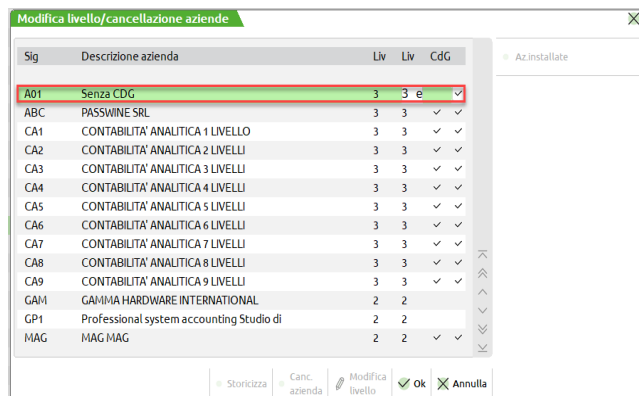 Modifica livello/cancellazione aziende
Sig Descrizione azienda Liv Liv CdG
Az.installate
A01 Senza CDG 3 3 e
ABC PASSWINE SRL 3 3
CA1 CONTABILITA' ANALITICA 1 LIVELLO 3 3
CA2 CONTABILITA' ANALITICA 2 LIVELLI 3 3
CA3 CONTABILITA' ANALITICA 3 LIVELLI 3 3
CA4 CONTABILITA' ANALITICA 4 LIVELLI 3 3
CA5 CONTABILITA' ANALITICA 5 LIVELLI 3 3
CA6 CONTABILITA' ANALITICA 6 LIVELLI 3 3
CA7 CONTABILITA' ANALITICA 7 LIVELLI 3 3
CA8 CONTABILITA' ANALITICA 8 LIVELLI 3 3
CA9 CONTABILITA' ANALITICA 9 LIVELLI 3 3
GAM GAMMA HARDWARE INTERNATIONAL 2 2
GP1 Professional system accounting Studio di 2 2
MAG MAG MAG 2 2
Storicizza
Canc.
azienda
Modifica
livello
Ok
Annulla